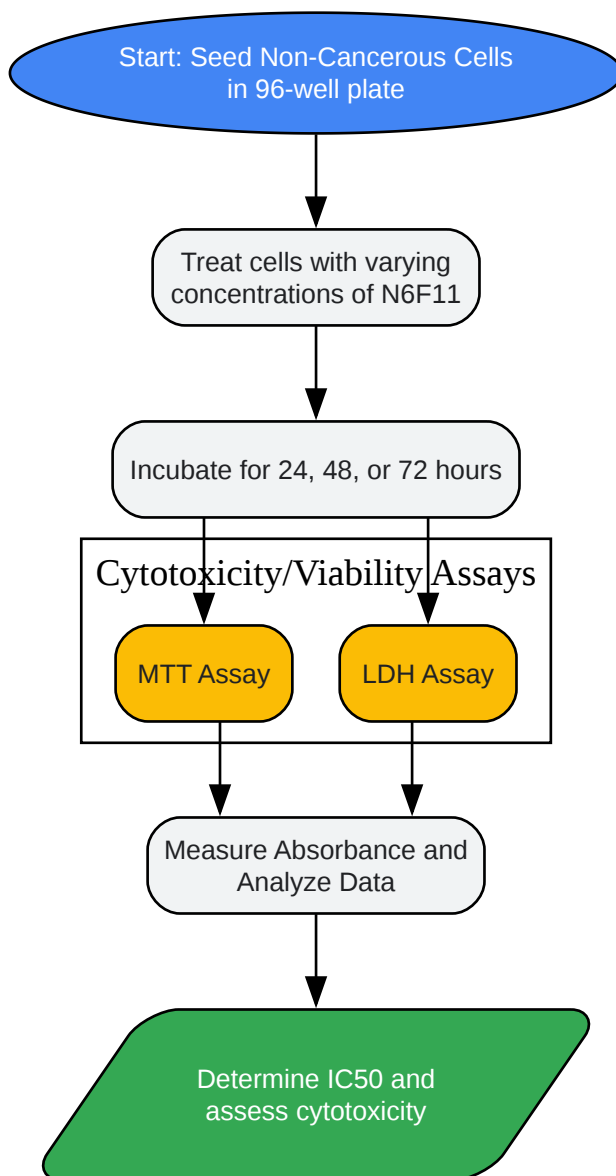 Start: Seed Non-Cancerous Cells
in 96-well plate
Treat cells with varying
concentrations of N6F11
Incubate for 24, 48, or 72 hours
Cytotoxicity/Viability Assays
MTT Assay
LDH Assay
Measure Absorbance and
Analyze Data
Determine IC50 and
assess cytotoxicity